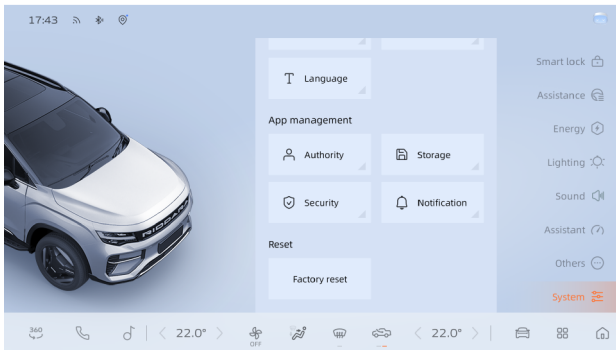 17:43
Smart lock
T Language
Assistance
App management
Energy
Authority
Storage
Lighting
Security
Notification
Sound
RIDDARA
Reset
Assistant
Factory reset
Others
System
360
22.0°
OFF
22.0°